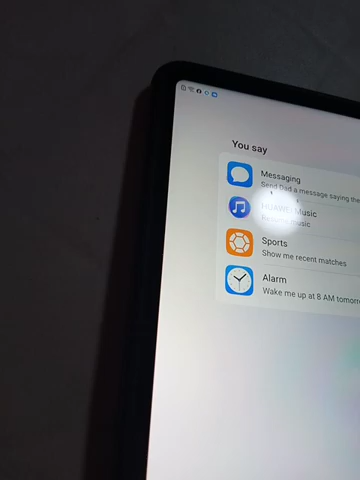 You say
Messaging
Send Dad a message saying the
Music
music
Sports
Show me recent matches
Alarm
Wake me up at 8 AM tomorro